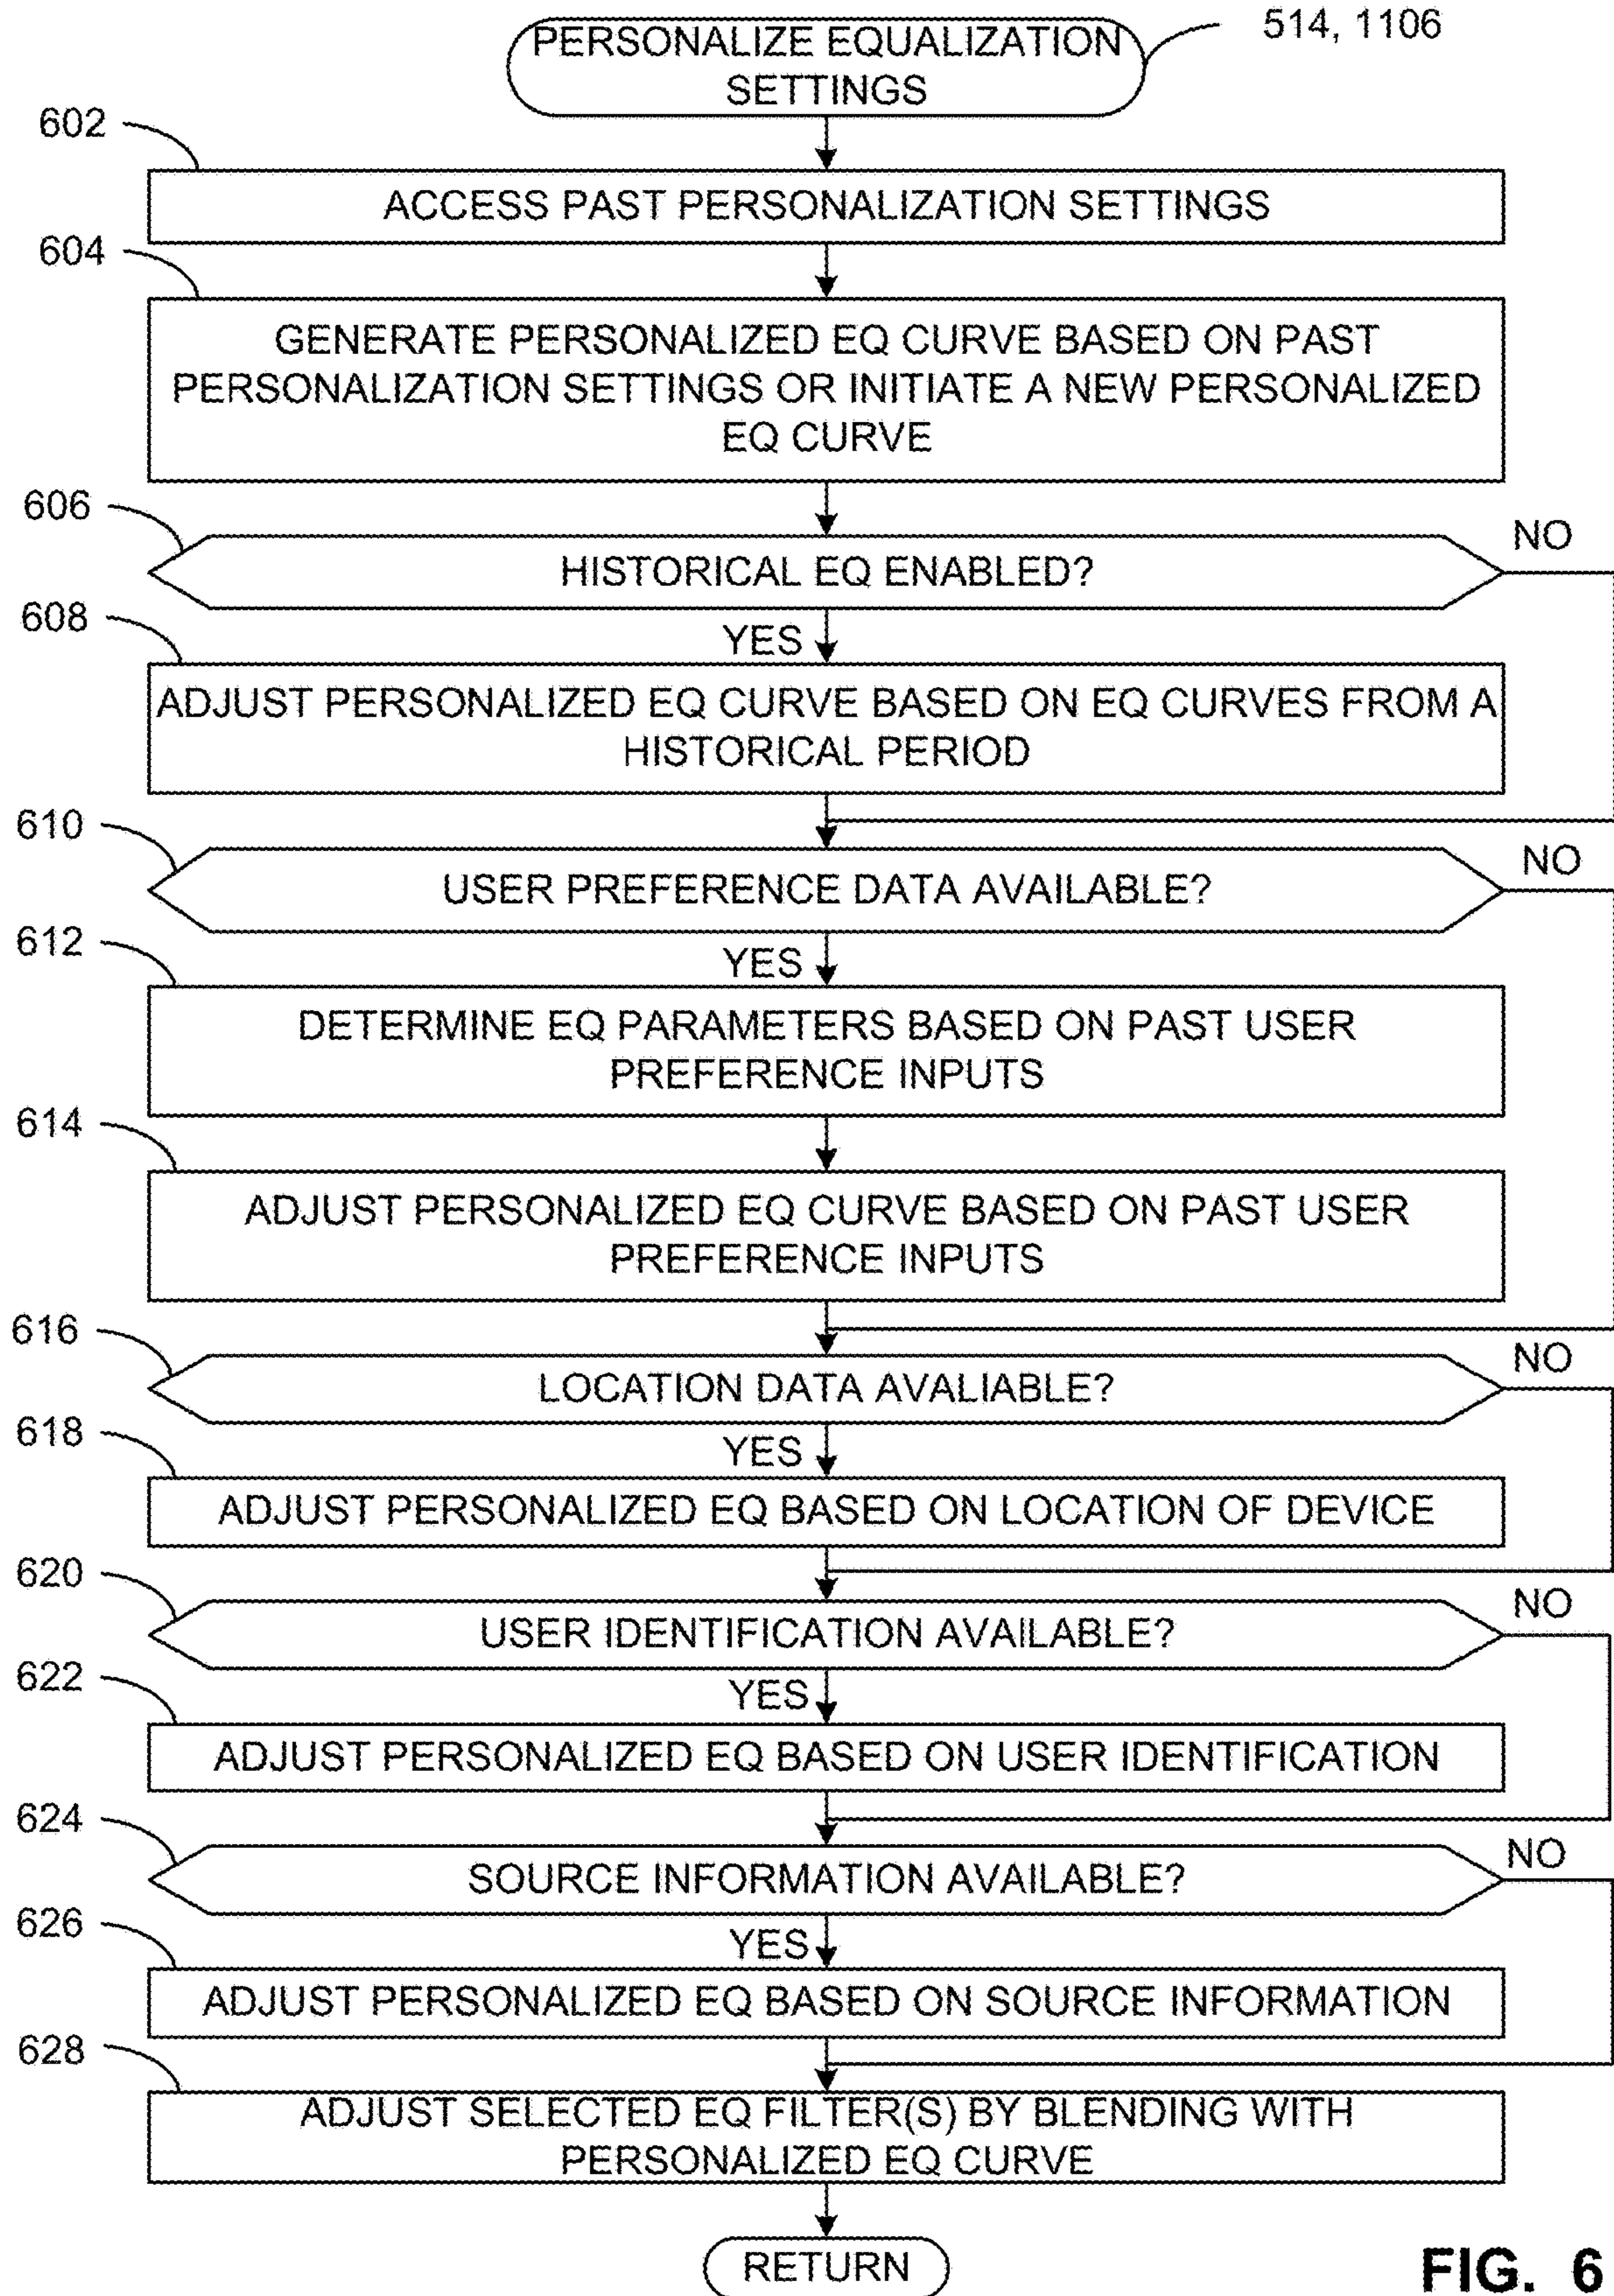 PERSONALIZE EQUALIZATION
SETTINGS
514, 1106
602
ACCESS PAST PERSONALIZATION SETTINGS
604
GENERATE PERSONALIZED EQ CURVE BASED ON PAST
PERSONALIZATION SETTINGS OR INITIATE A NEW PERSONALIZED
EQ CURVE
606
HISTORICAL EQ ENABLED?
NO
YES
608
ADJUST PERSONALIZED EQ CURVE BASED ON EQ CURVES FROM A
HISTORICAL PERIOD
610
USER PREFERENCE DATA AVAILABLE?
NO
YES
612
DETERMINE EQ PARAMETERS BASED ON PAST USER
PREFERENCE INPUTS
614
ADJUST PERSONALIZED EQ CURVE BASED ON PAST USER
PREFERENCE INPUTS
616
LOCATION DATA AVALIABLE?
NO
YES
618
ADJUST PERSONALIZED EQ BASED ON LOCATION OF DEVICE
620
USER IDENTIFICATION AVAILABLE?
NO
YES
622
ADJUST PERSONALIZED EQ BASED ON USER IDENTIFICATION
624
SOURCE INFORMATION AVAILABLE?
NO
YES
626
ADJUST PERSONALIZED EQ BASED ON SOURCE INFORMATION
628
ADJUST SELECTED EQ FILTER(S) BY BLENDING WITH
PERSONALIZED EQ CURVE
RETURN
FIG. 6